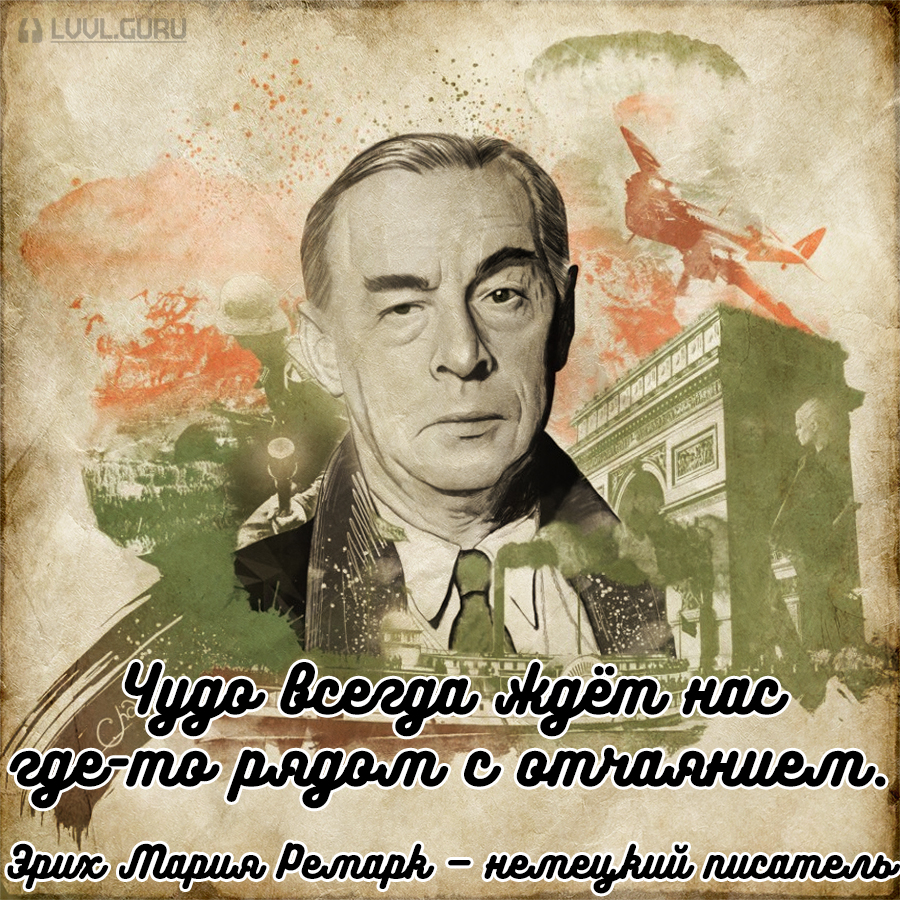 LVVL.GURU
Чудо всегда ждёт нас
где-то рядом с отчаянием.
Эрих Мария Ремарк – немецкий писатель